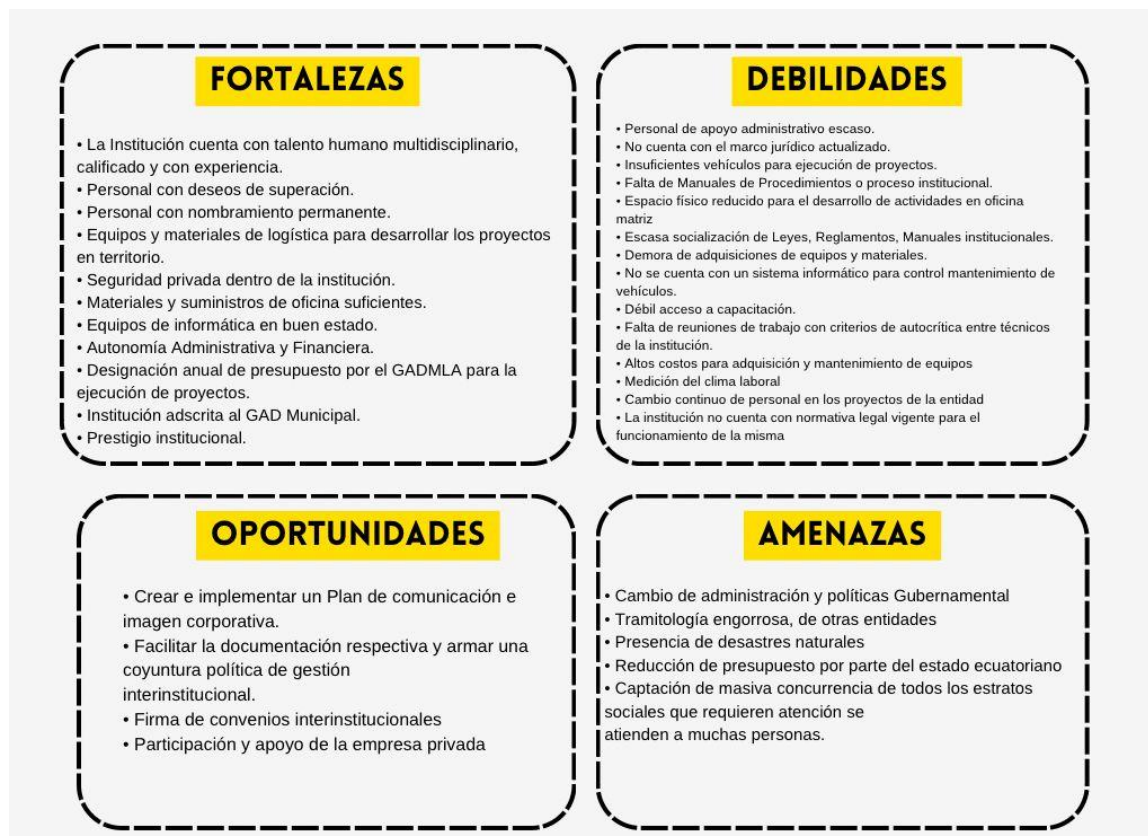 FORTALEZAS
• La Institución cuenta con talento humano multidisciplinario,
calificado y con experiencia.
• Personal con deseos de superación.
• Personal con nombramiento permanente.
• Equipos y materiales de logística para desarrollar los proyectos
en territorio.
• Seguridad privada dentro de la institución.
• Materiales y suministros de oficina suficientes.
• Equipos de informática en buen estado.
• Autonomía Administrativa y Financiera.
• Designación anual de presupuesto por el GADMLA para la
ejecución de proyectos.
• Institución adscrita al GAD Municipal.
• Prestigio institucional.
DEBILIDADES
• Personal de apoyo administrativo escaso.
• No cuenta con el marco jurídico actualizado.
• Insuficientes vehículos para ejecución de proyectos.
• Falta de Manuales de Procedimientos o proceso institucional.
• Espacio físico reducido para el desarrollo de actividades en oficina
matriz
• Escasa socialización de Leyes, Reglamentos, Manuales institucionales.
• Demora de adquisiciones de equipos y materiales.
• No se cuenta con un sistema informático para control mantenimiento de
vehículos.
• Débil acceso a capacitación.
• Falta de reuniones de trabajo con criterios de autocrítica entre técnicos
de la institución.
• Altos costos para adquisición y mantenimiento de equipos
• Medición del clima laboral
• Cambio continuo de personal en los proyectos de la entidad
• La institución no cuenta con normativa legal vigente para el
funcionamiento de la misma
OPORTUNIDADES
• Crear e implementar un Plan de comunicación e
imagen corporativa.
• Facilitar la documentación respectiva y armar una
coyuntura política de gestión
interinstitucional.
• Firma de convenios interinstitucionales
• Participación y apoyo de la empresa privada
AMENAZAS
• Cambio de administración y políticas Gubernamental
• Tramitología engorrosa, de otras entidades
• Presencia de desastres naturales
• Reducción de presupuesto por parte del estado ecuatoriano
• Captación de masiva concurrencia de todos los estratos
sociales que requieren atención se
atienden a muchas personas.